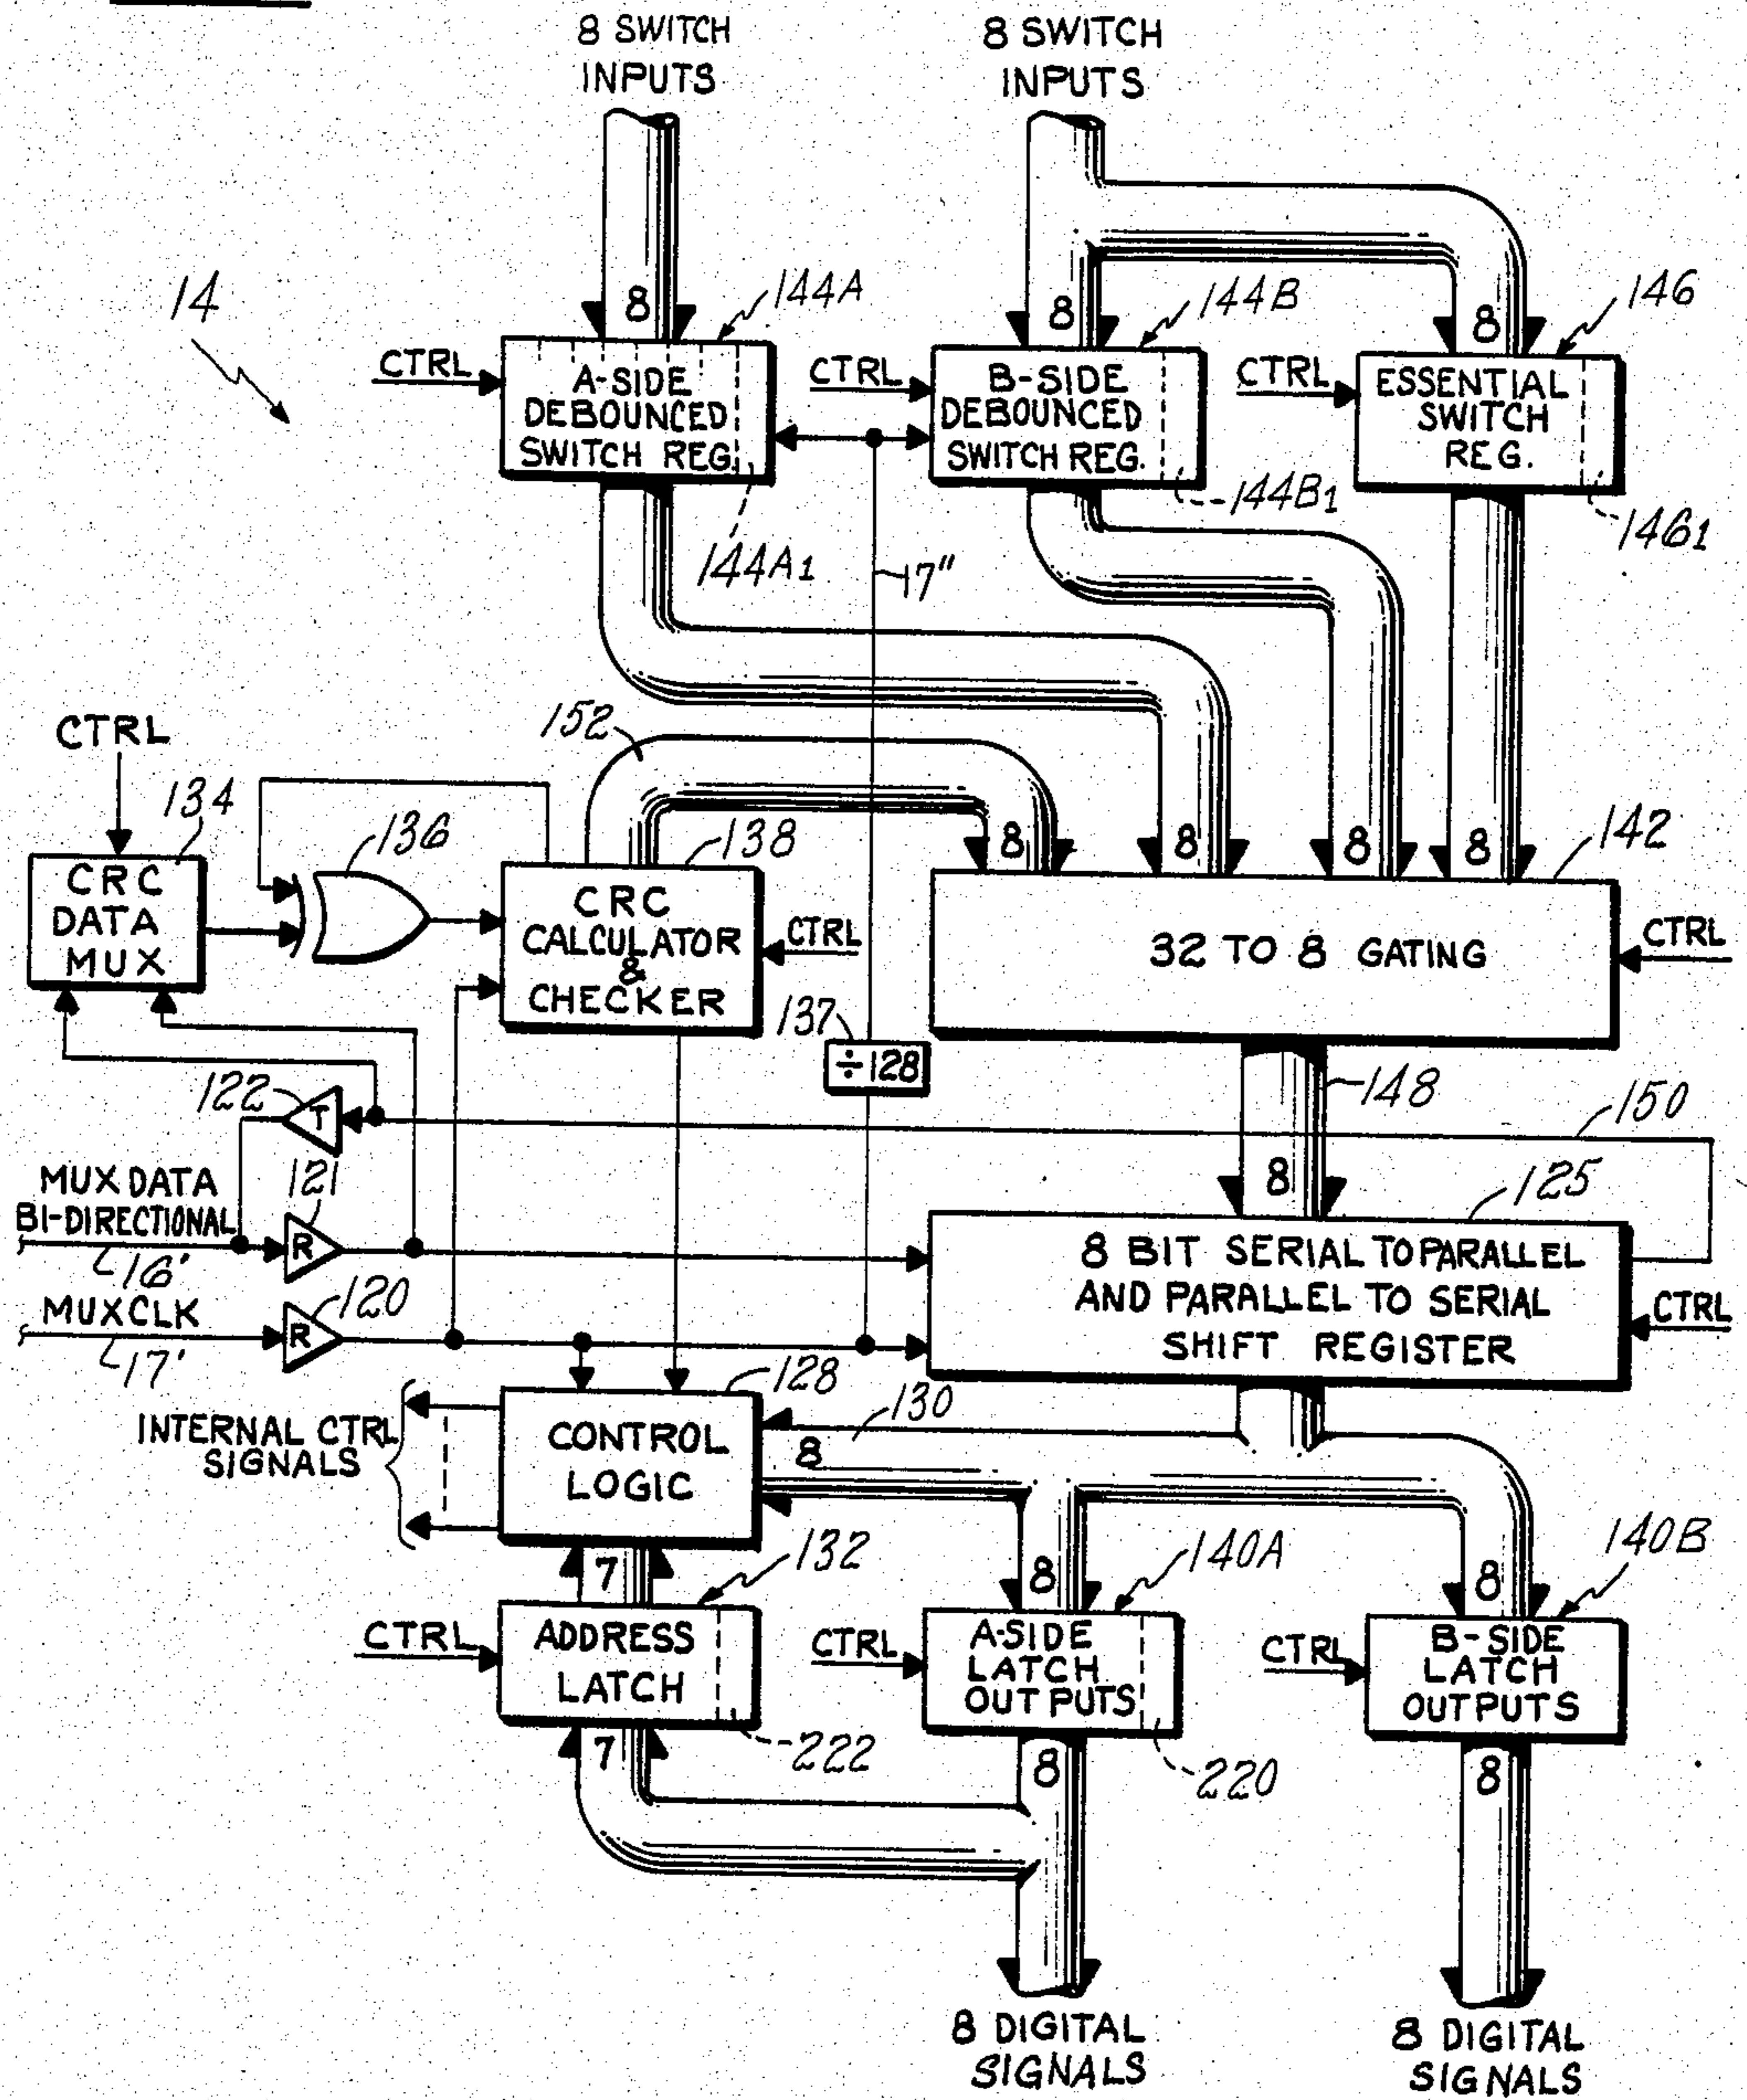 8 SWITCH
INPUTS
8 SWITCH
INPUTS
14
8
144A
8
144B
8
146
CTRL
A-SIDE
DEBOUNCED
SWITCH REG.
CTRL
B-SIDE
DEBOUNCED
SWITCH REG.
CTRL
ESSENTIAL
SWITCH
REG.
144A1
17"
144B1
1461
152
CTRL
134
136
138
8
8
8
8
142
CRC
DATA
MUX
CRC
CALCULATOR
&
CHECKER
CTRL
32 TO 8 GATING
CTRL
137
÷128
148
150
122
T
121
MUX DATA
BI-DIRECTIONAL
R
16'
8
125
8 BIT SERIAL TO PARALLEL
AND PARALLEL TO SERIAL
SHIFT REGISTER
CTRL
MUXCLK
R
120
17'
128
130
INTERNAL CTRL
SIGNALS
CONTROL
LOGIC
8
7
132
8
140A
8
140B
CTRL
ADDRESS
LATCH
CTRL
A-SIDE
LATCH
OUTPUTS
CTRL
B-SIDE
LATCH
OUTPUTS
7
222
8
220
8
8 DIGITAL
SIGNALS
8 DIGITAL
SIGNALS